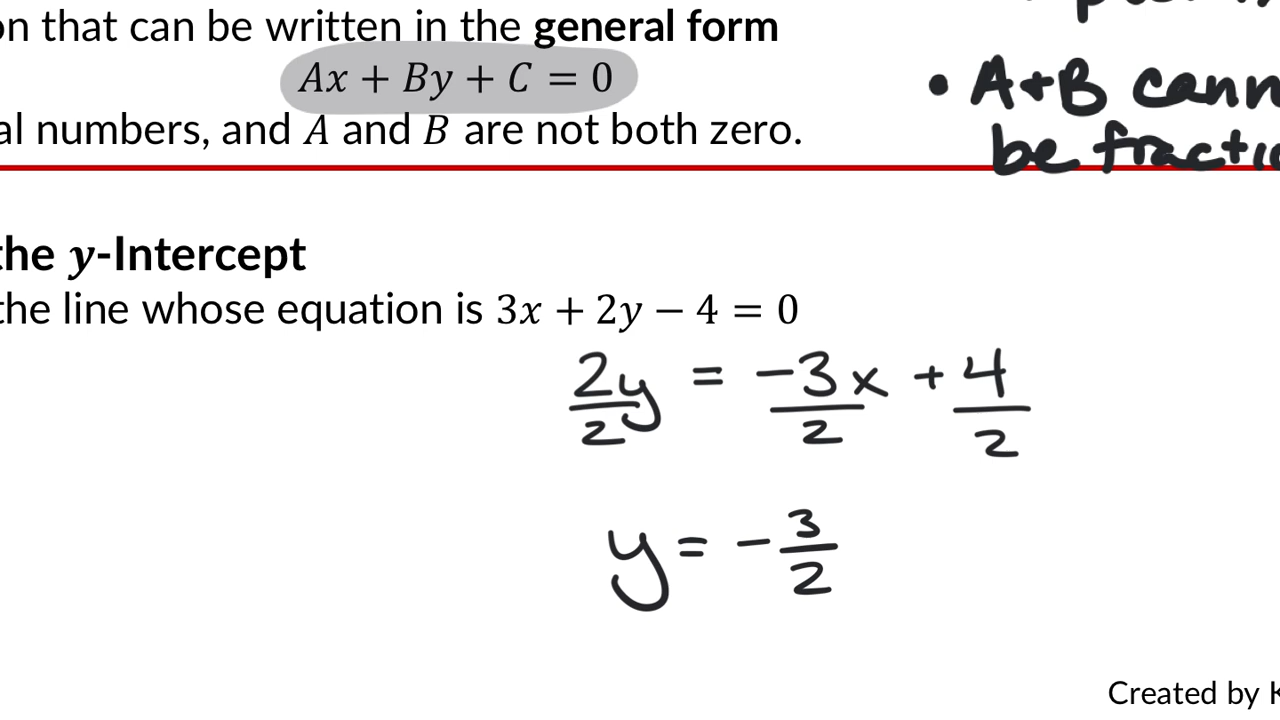 on that can be written in the general form
Ax + By + C = 0
al numbers, and A and B are not both zero.
• A+B cann
be fractio
the y-Intercept
the line whose equation is 3x + 2y − 4 = 0
2y/2 = −3x/2 + 4/2
y = −3/2
Created by K